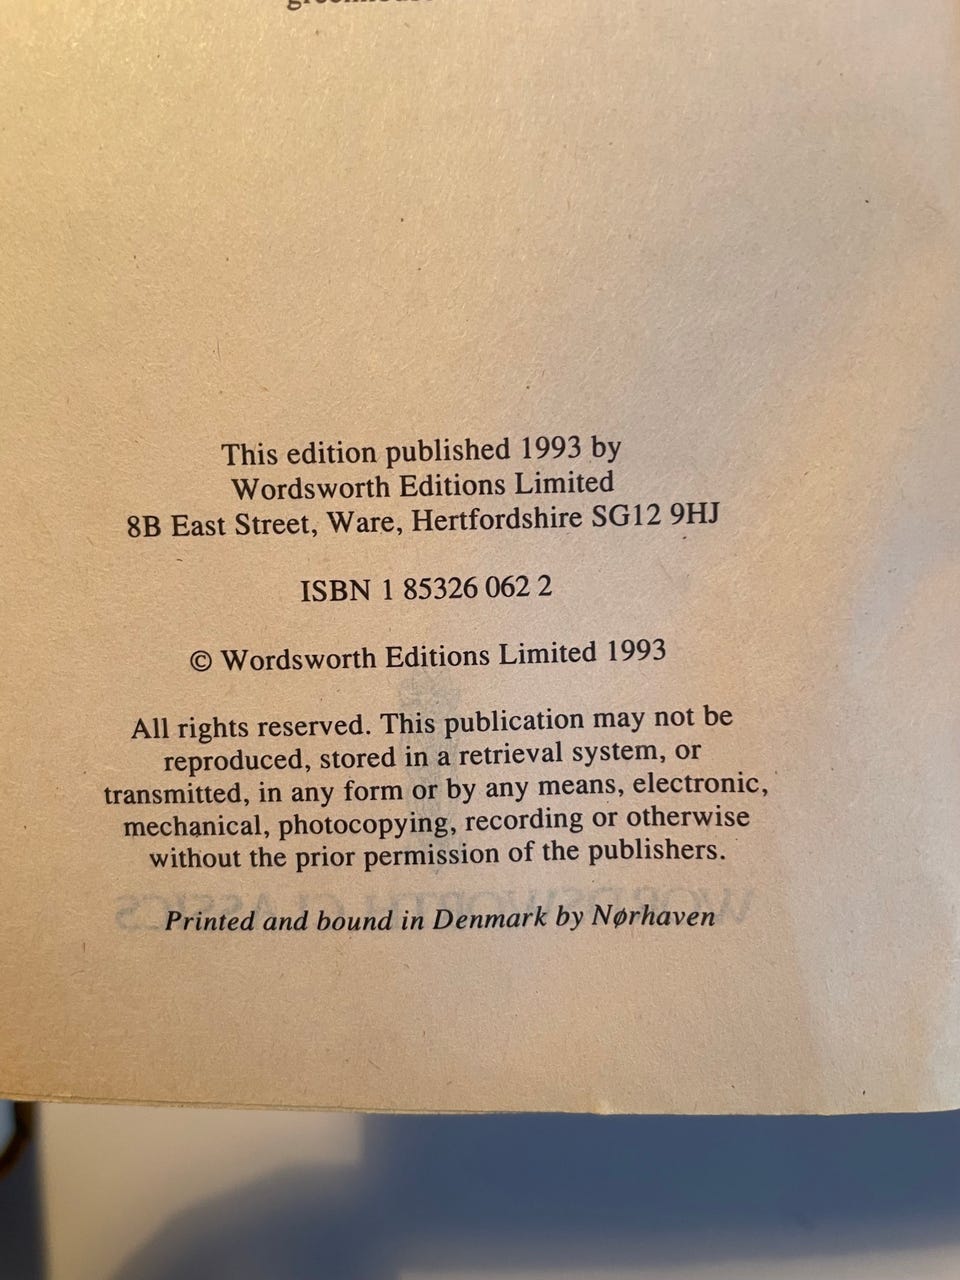 This edition published 1993 by
Wordsworth Editions Limited
8B East Street, Ware, Hertfordshire SG12 9HJ
ISBN 1 85326 062 2
© Wordsworth Editions Limited 1993
All rights reserved. This publication may not be
reproduced, stored in a retrieval system, or
transmitted, in any form or by any means, electronic,
mechanical, photocopying, recording or otherwise
without the prior permission of the publishers.
WORDSWORTH CLASSICS
Printed and bound in Denmark by Nørhaven